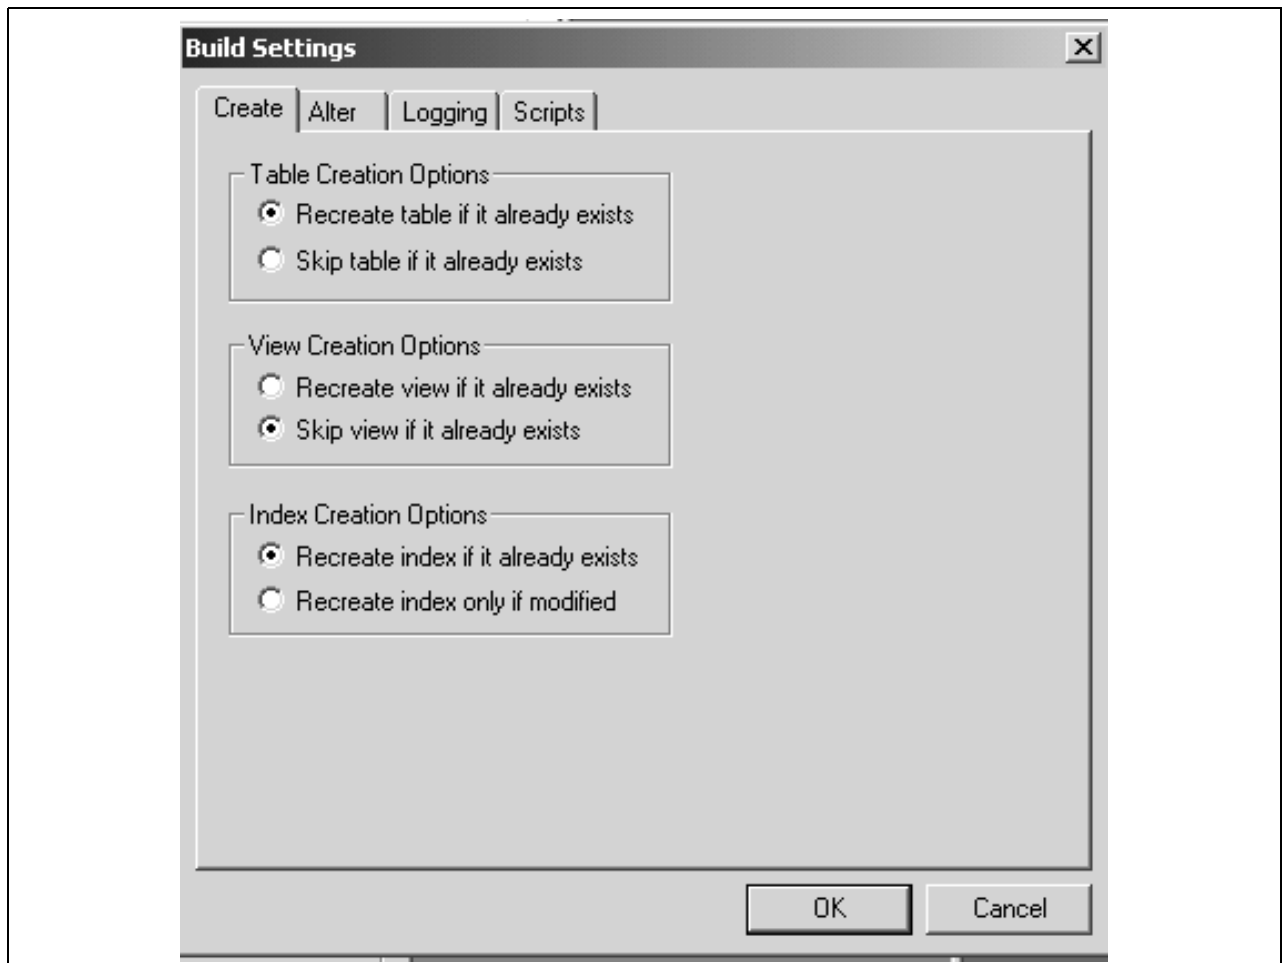 Build Settings
Create Alter Logging Scripts
Table Creation Options
Recreate table if it already exists
Skip table if it already exists
View Creation Options
Recreate view if it already exists
Skip view if it already exists
Index Creation Options
Recreate index if it already exists
Recreate index only if modified
OK Cancel